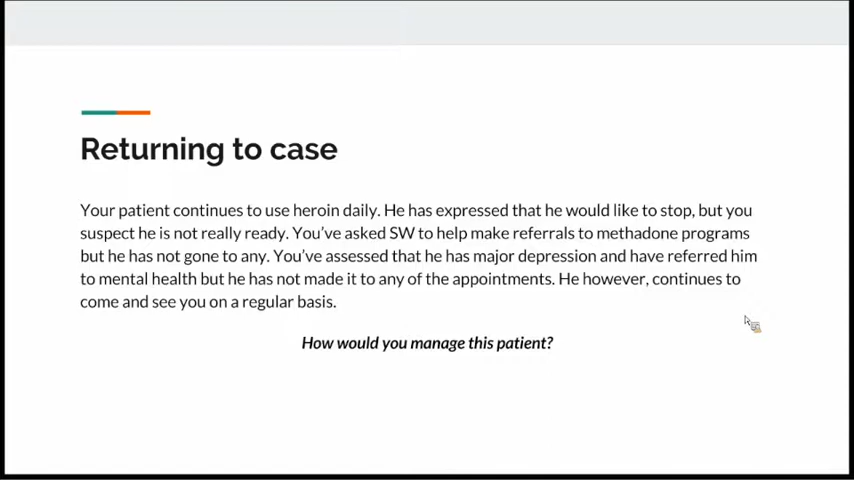 Returning to case
Your patient continues to use heroin daily. He has expressed that he would like to stop, but you
suspect he is not really ready. You've asked SW to help make referrals to methadone programs
but he has not gone to any. You've assessed that he has major depression and have referred him
to mental health but he has not made it to any of the appointments. He however, continues to
come and see you on a regular basis.
How would you manage this patient?